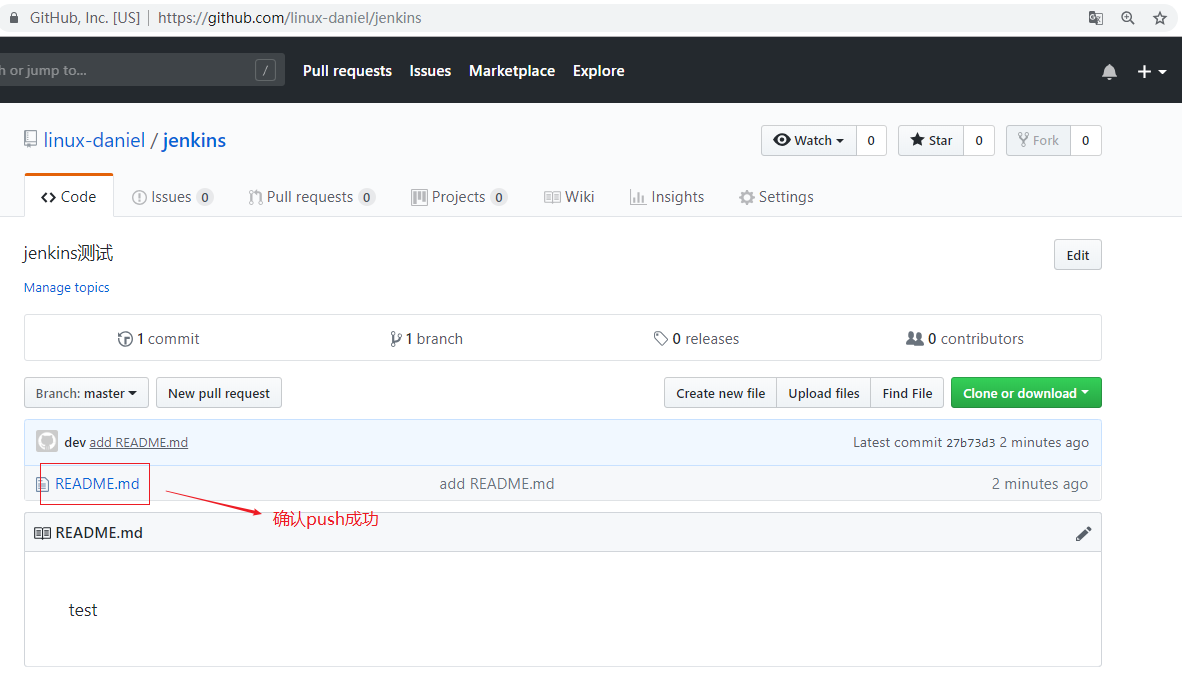 GitHub, Inc. [US] | https://github.com/linux-daniel/jenkins
h or jump to... /
Pull requests Issues Marketplace Explore
linux-daniel / jenkins
Watch 0 Star 0 Fork 0
Code Issues 0 Pull requests 0 Projects 0 Wiki Insights Settings
jenkins测试
Edit
Manage topics
1 commit 1 branch 0 releases 0 contributors
Branch: master New pull request Create new file Upload files Find File Clone or download
dev add README.md Latest commit 27b73d3 2 minutes ago
README.md add README.md 2 minutes ago
确认push成功
README.md
test